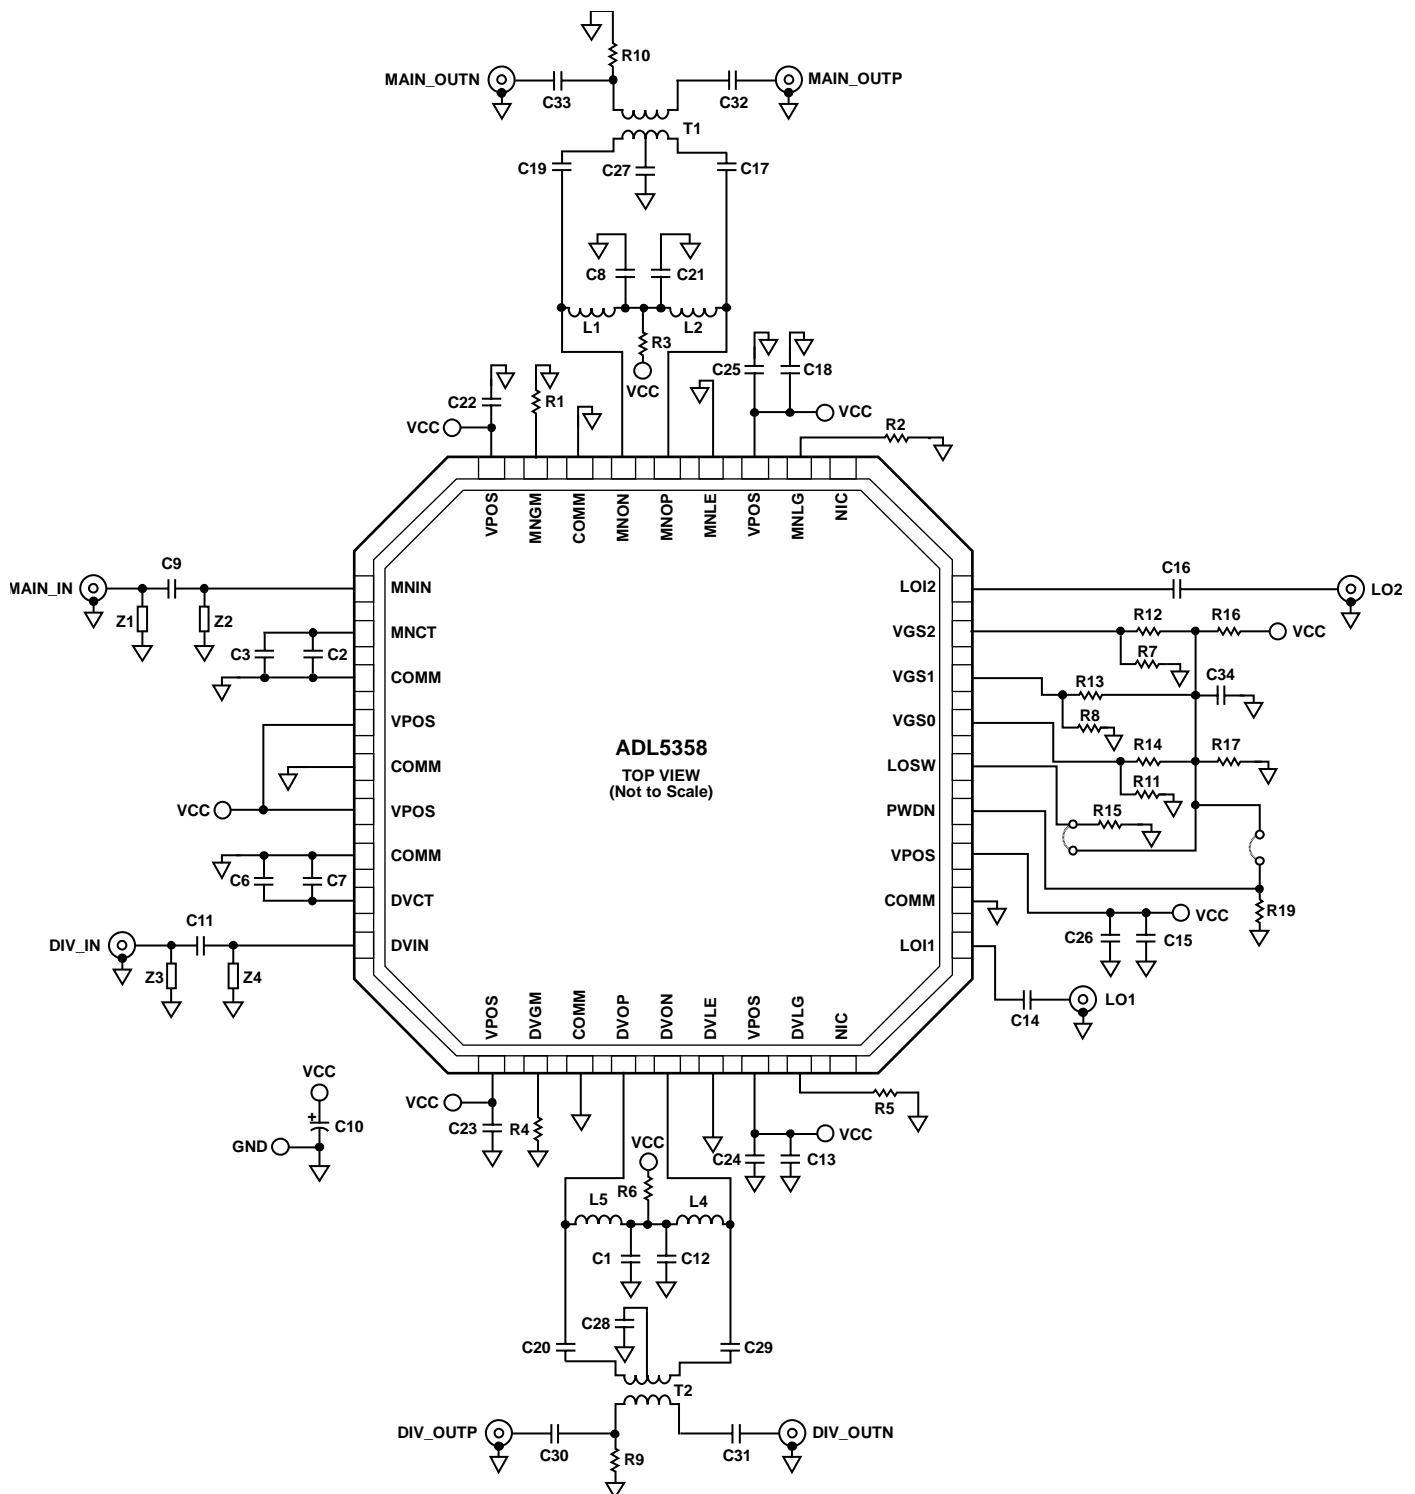 R10
MAIN_OUTN
C33
C32
MAIN_OUTP
T1
C19
C27
C17
C8
C21
L1
L2
R3
VCC
C25
C18
VCC
C22
R1
VCC
R2
VPOS
MNGM
COMM
MNON
MNOP
MNLE
VPOS
MNLG
NIC
MAIN_IN
C9
Z1
Z2
MNIN
C3
C2
MNCT
COMM
VPOS
COMM
VCC
VPOS
COMM
C6
C7
DVCT
C11
DIV_IN
DVIN
Z3
Z4
ADL5358
TOP VIEW
(Not to Scale)
LOI2
VGS2
VGS1
VGS0
LOSW
PWDN
VPOS
COMM
LOI1
C16
LO2
R12
R16
VCC
R7
R13
C34
R8
R14
R17
R11
R15
R19
VCC
C26
C15
LO1
C14
VPOS
DVGM
COMM
DVOP
DVON
DVLE
VPOS
DVLG
NIC
VCC
C10
+
GND
VCC
C23
R4
R5
VCC
C24
C13
VCC
R6
L5
L4
C1
C12
C28
C20
C29
T2
DIV_OUTP
C30
R9
C31
DIV_OUTN